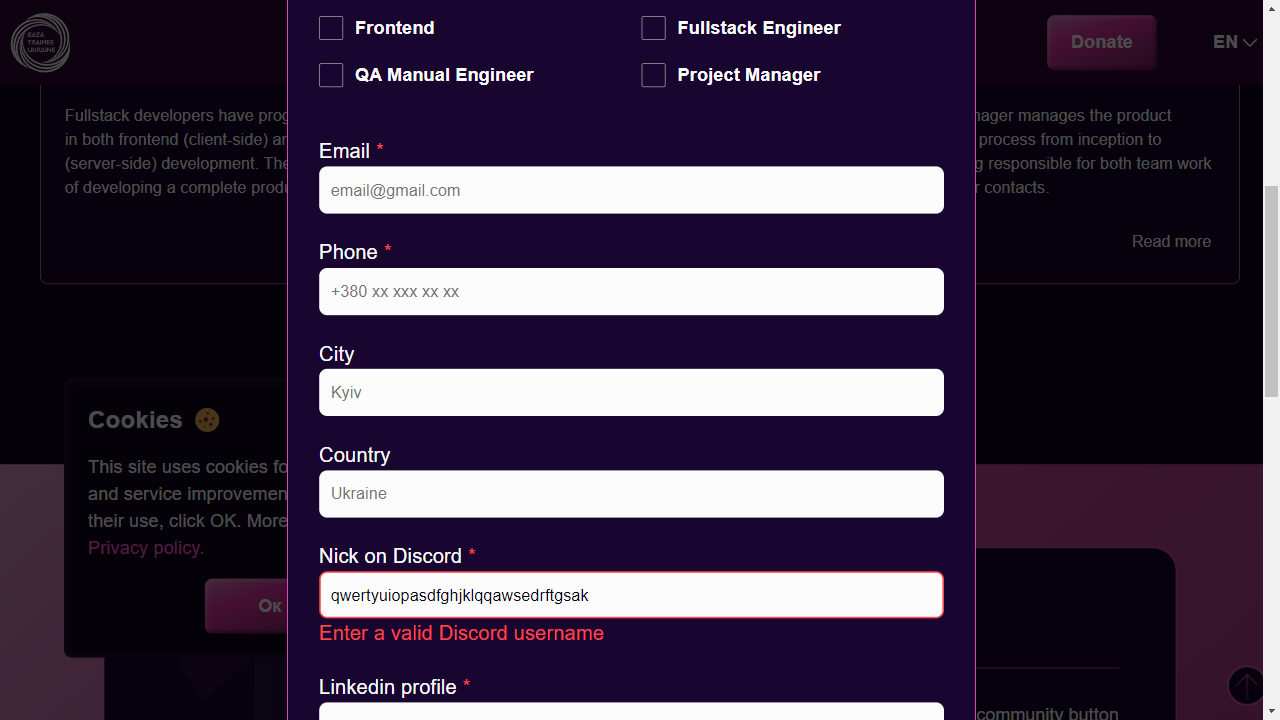 BAZA
TRAINEE
UKRAINE
Donate
EN
Frontend
Fullstack Engineer
QA Manual Engineer
Project Manager
Fullstack developers have prog
in both frontend (client-side) an
(server-side) development. The
of developing a complete produ
nager manages the product
process from inception to
g responsible for both team work
r contacts.
Read more
Email *
email@gmail.com
Phone *
+380 xx xxx xx xx
City
Kyiv
Country
Ukraine
Nick on Discord *
qwertyuiopasdfghjklqqawsedrftgsak
Enter a valid Discord username
Linkedin profile *
Cookies
This site uses cookies fo
and service improvemen
their use, click OK. More
Privacy policy.
Ок
community button